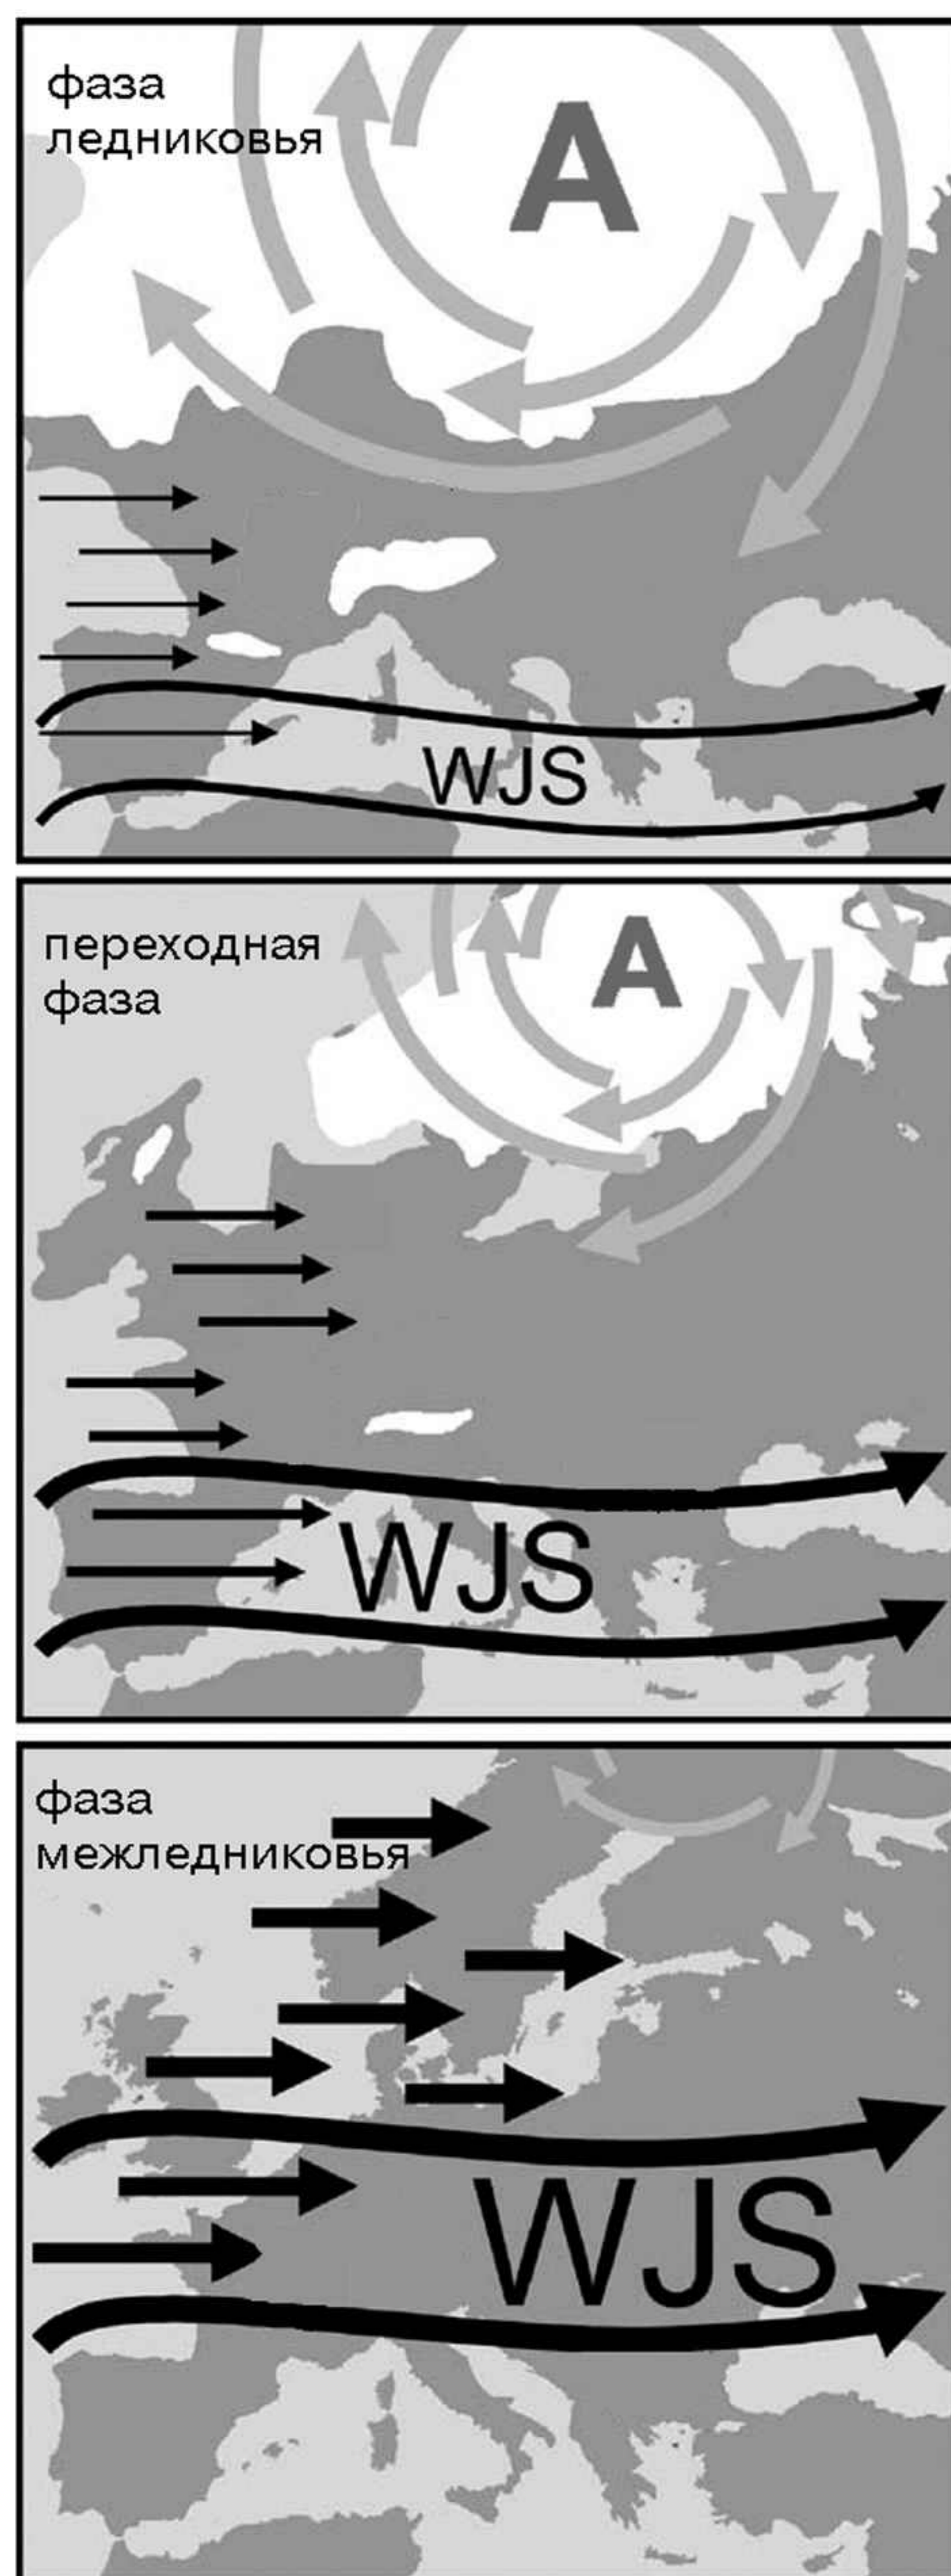 фаза
ледниковья
A
WJS
переходная
фаза
A
WJS
фаза
межледниковья
WJS